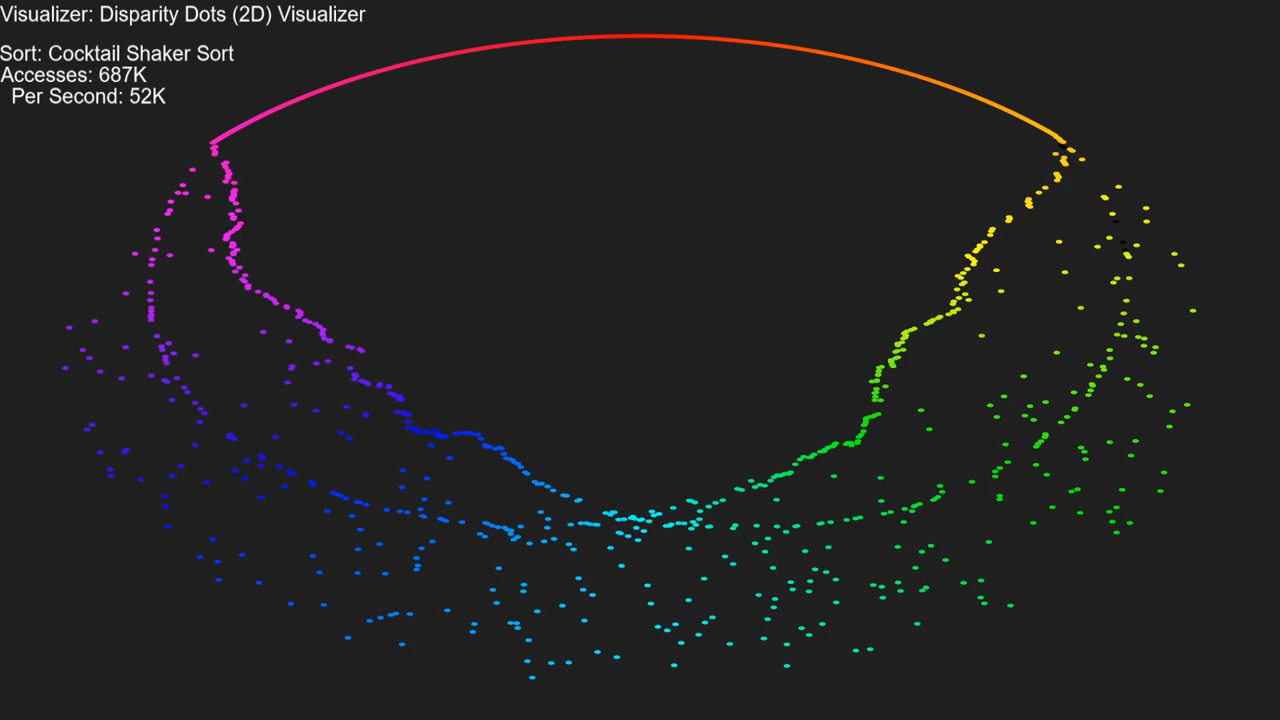 Visualizer: Disparity Dots (2D) Visualizer
Sort: Cocktail Shaker Sort
Accesses: 687K
Per Second: 52K